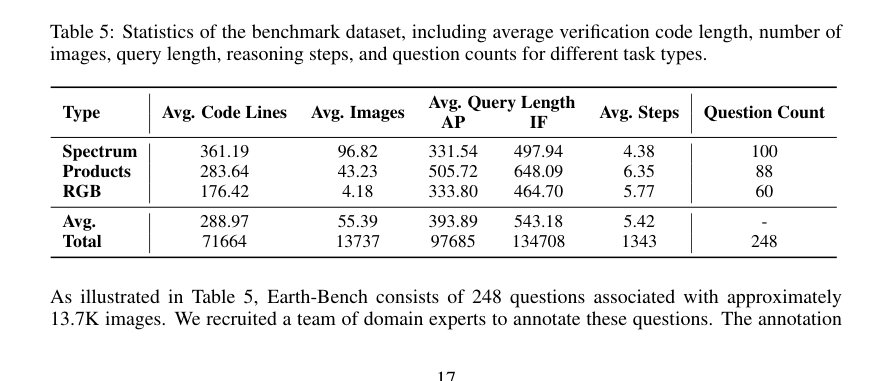 Table 5: Statistics of the benchmark dataset, including average verification code length, number of
images, query length, reasoning steps, and question counts for different task types.
Type Avg. Code Lines Avg. Images Avg. Query Length Avg. Steps Question Count
AP IF
Spectrum 361.19 96.82 331.54 497.94 4.38 100
Products 283.64 43.23 505.72 648.09 6.35 88
RGB 176.42 4.18 333.80 464.70 5.77 60
Avg. 288.97 55.39 393.89 543.18 5.42 -
Total 71664 13737 97685 134708 1343 248
As illustrated in Table 5, Earth-Bench consists of 248 questions associated with approximately
13.7K images. We recruited a team of domain experts to annotate these questions. The annotation
17